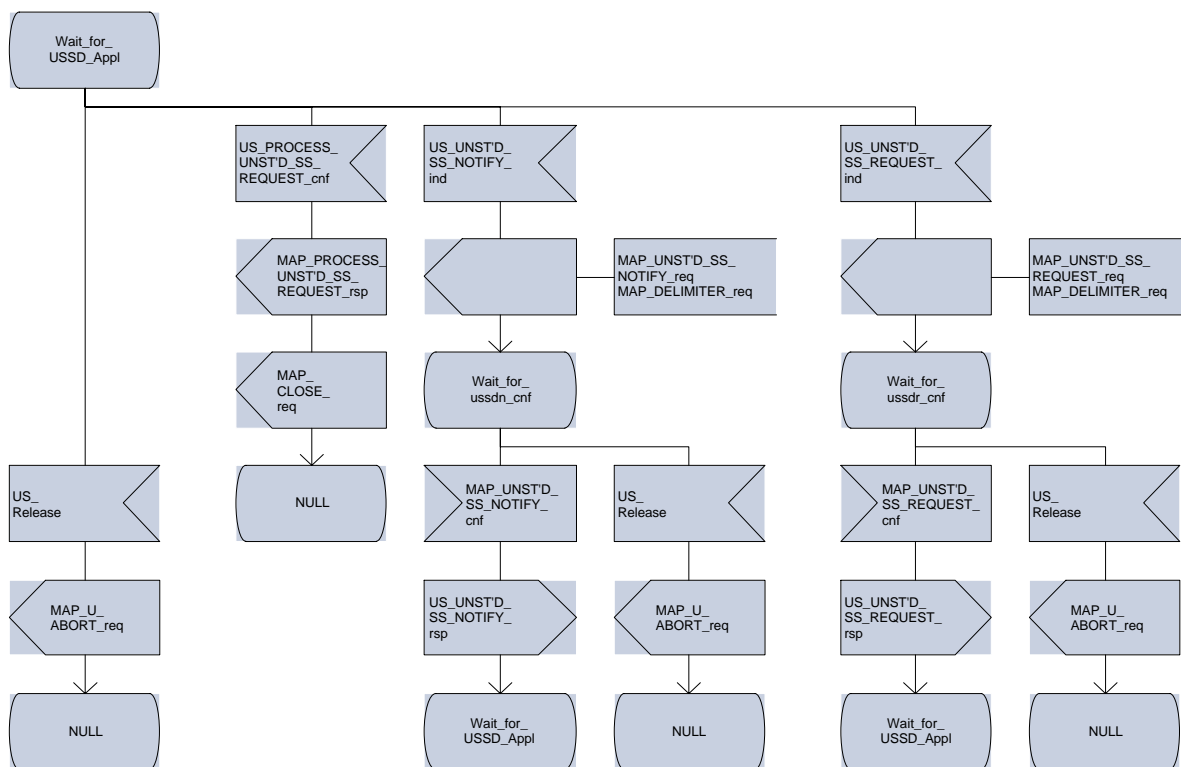 Wait_for_
USSD_Appl
US_PROCESS_
UNST'D_SS_
REQUEST_cnf
US_UNST'D_
SS_NOTIFY_
ind
US_UNST'D_
SS_REQUEST_
ind
MAP_PROCESS_
UNST'D_SS_
REQUEST_rsp
MAP_UNST'D_SS_
NOTIFY_req
MAP_DELIMITER_req
MAP_UNST'D_SS_
REQUEST_req
MAP_DELIMITER_req
MAP_
CLOSE_
req
Wait_for_
ussdn_cnf
Wait_for_
ussdr_cnf
US_
Release
NULL
MAP_UNST'D_
SS_NOTIFY_
cnf
US_
Release
MAP_UNST'D_
SS_REQUEST_
cnf
US_
Release
MAP_U_
ABORT_req
US_UNST'D_
SS_NOTIFY_
rsp
MAP_U_
ABORT_req
US_UNST'D_
SS_REQUEST_
rsp
MAP_U_
ABORT_req
NULL
Wait_for_
USSD_Appl
NULL
Wait_for_
USSD_Appl
NULL